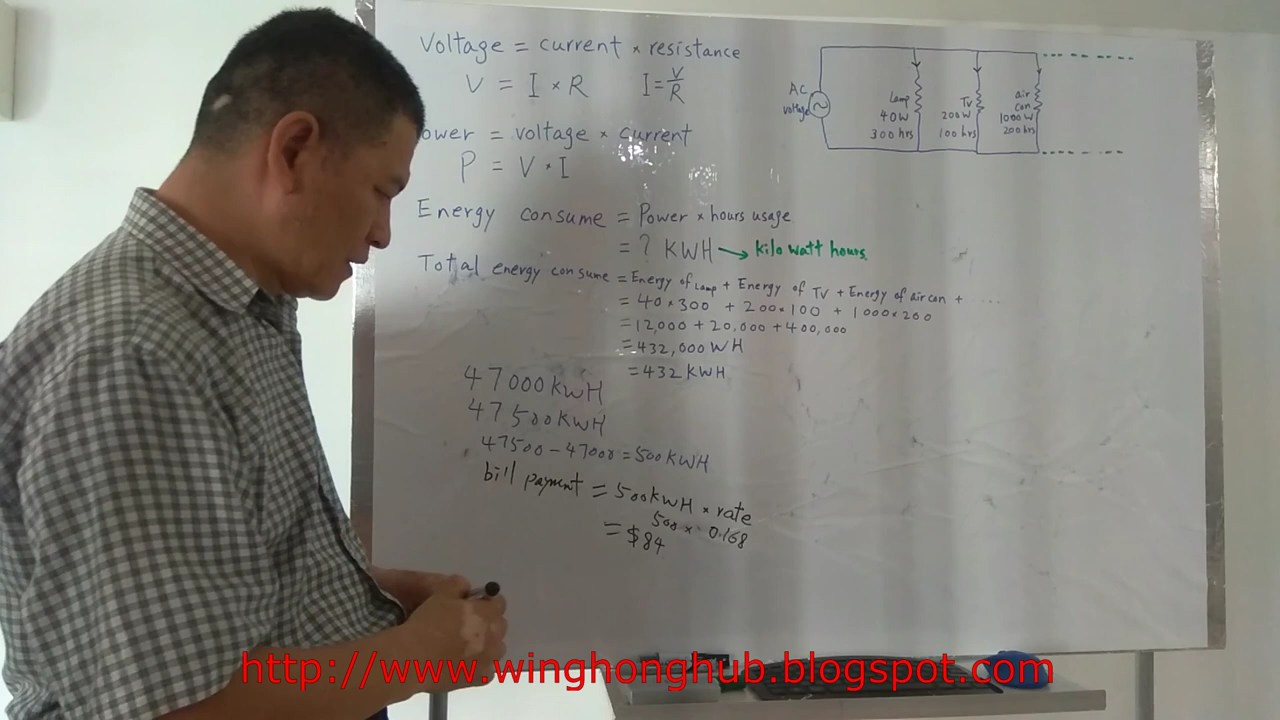 Voltage = current × resistance
V = I × R I = V/R
ower = voltage × current
P = V × I
Energy consume = Power × hours usage
= ? KWH → kilo watt hours
Total energy consume = Energy of Lamp + Energy of TV + Energy of air con + ...
= 40 × 300 + 200 × 100 + 1000 × 200
= 12,000 + 20,000 + 400,000
= 432,000 WH
= 432 KWH
47000 KWH
47500 KWH
47500 - 47000 = 500 KWH
bill payment = 500 KWH × rate
500 × 0.168
= $84
AC
voltage
~
Lamp
40W
300 hrs
TV
200W
100 hrs
air
con
1000W
200 hrs
http://www.winghonghub.blogspot.com